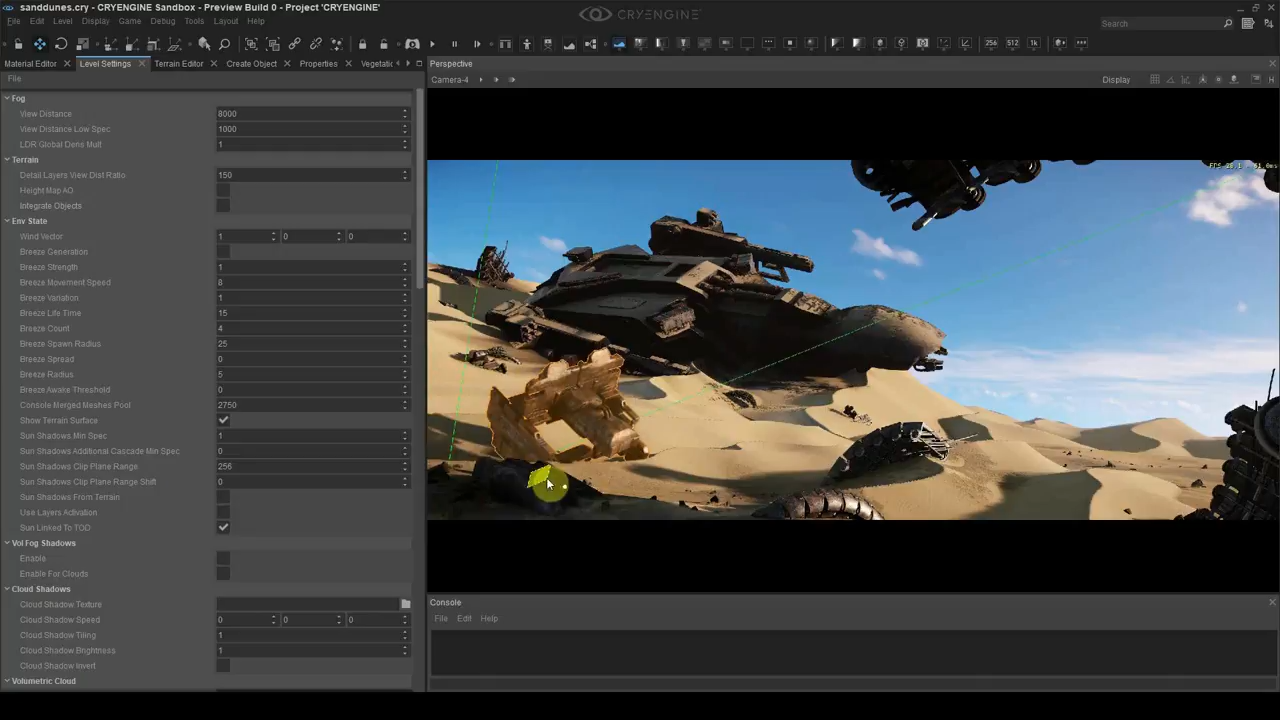 sanddunes.cry - CRYENGINE Sandbox - Preview Build 0 - Project 'CRYENGINE'
File Edit Level Display Game Debug Tools Layout Help
CRYENGINE
Search
256 512 1k
Material Editor Level Settings Terrain Editor Create Object Properties Vegetati
File
Fog
View Distance 8000
View Distance Low Spec 1000
LDR Global Dens Mult 1
Terrain
Detail Layers View Dist Ratio 150
Height Map AO
Integrate Objects
Env State
Wind Vector 1 0 0
Breeze Generation
Breeze Strength 1
Breeze Movement Speed 8
Breeze Variation 1
Breeze Life Time 15
Breeze Count 4
Breeze Spawn Radius 25
Breeze Spread 0
Breeze Radius 5
Breeze Awake Threshold 0
Console Merged Meshes Pool 2750
Show Terrain Surface
Sun Shadows Min Spec 1
Sun Shadows Additional Cascade Min Spec 0
Sun Shadows Clip Plane Range 256
Sun Shadows Clip Plane Range Shift 0
Sun Shadows From Terrain
Use Layers Activation
Sun Linked To TOD
Vol Fog Shadows
Enable
Enable For Clouds
Cloud Shadows
Cloud Shadow Texture
Cloud Shadow Speed 0 0 0
Cloud Shadow Tiling 1
Cloud Shadow Brightness 1
Cloud Shadow Invert
Volumetric Cloud
Perspective
Camera-4
Display
H
Console
File Edit Help